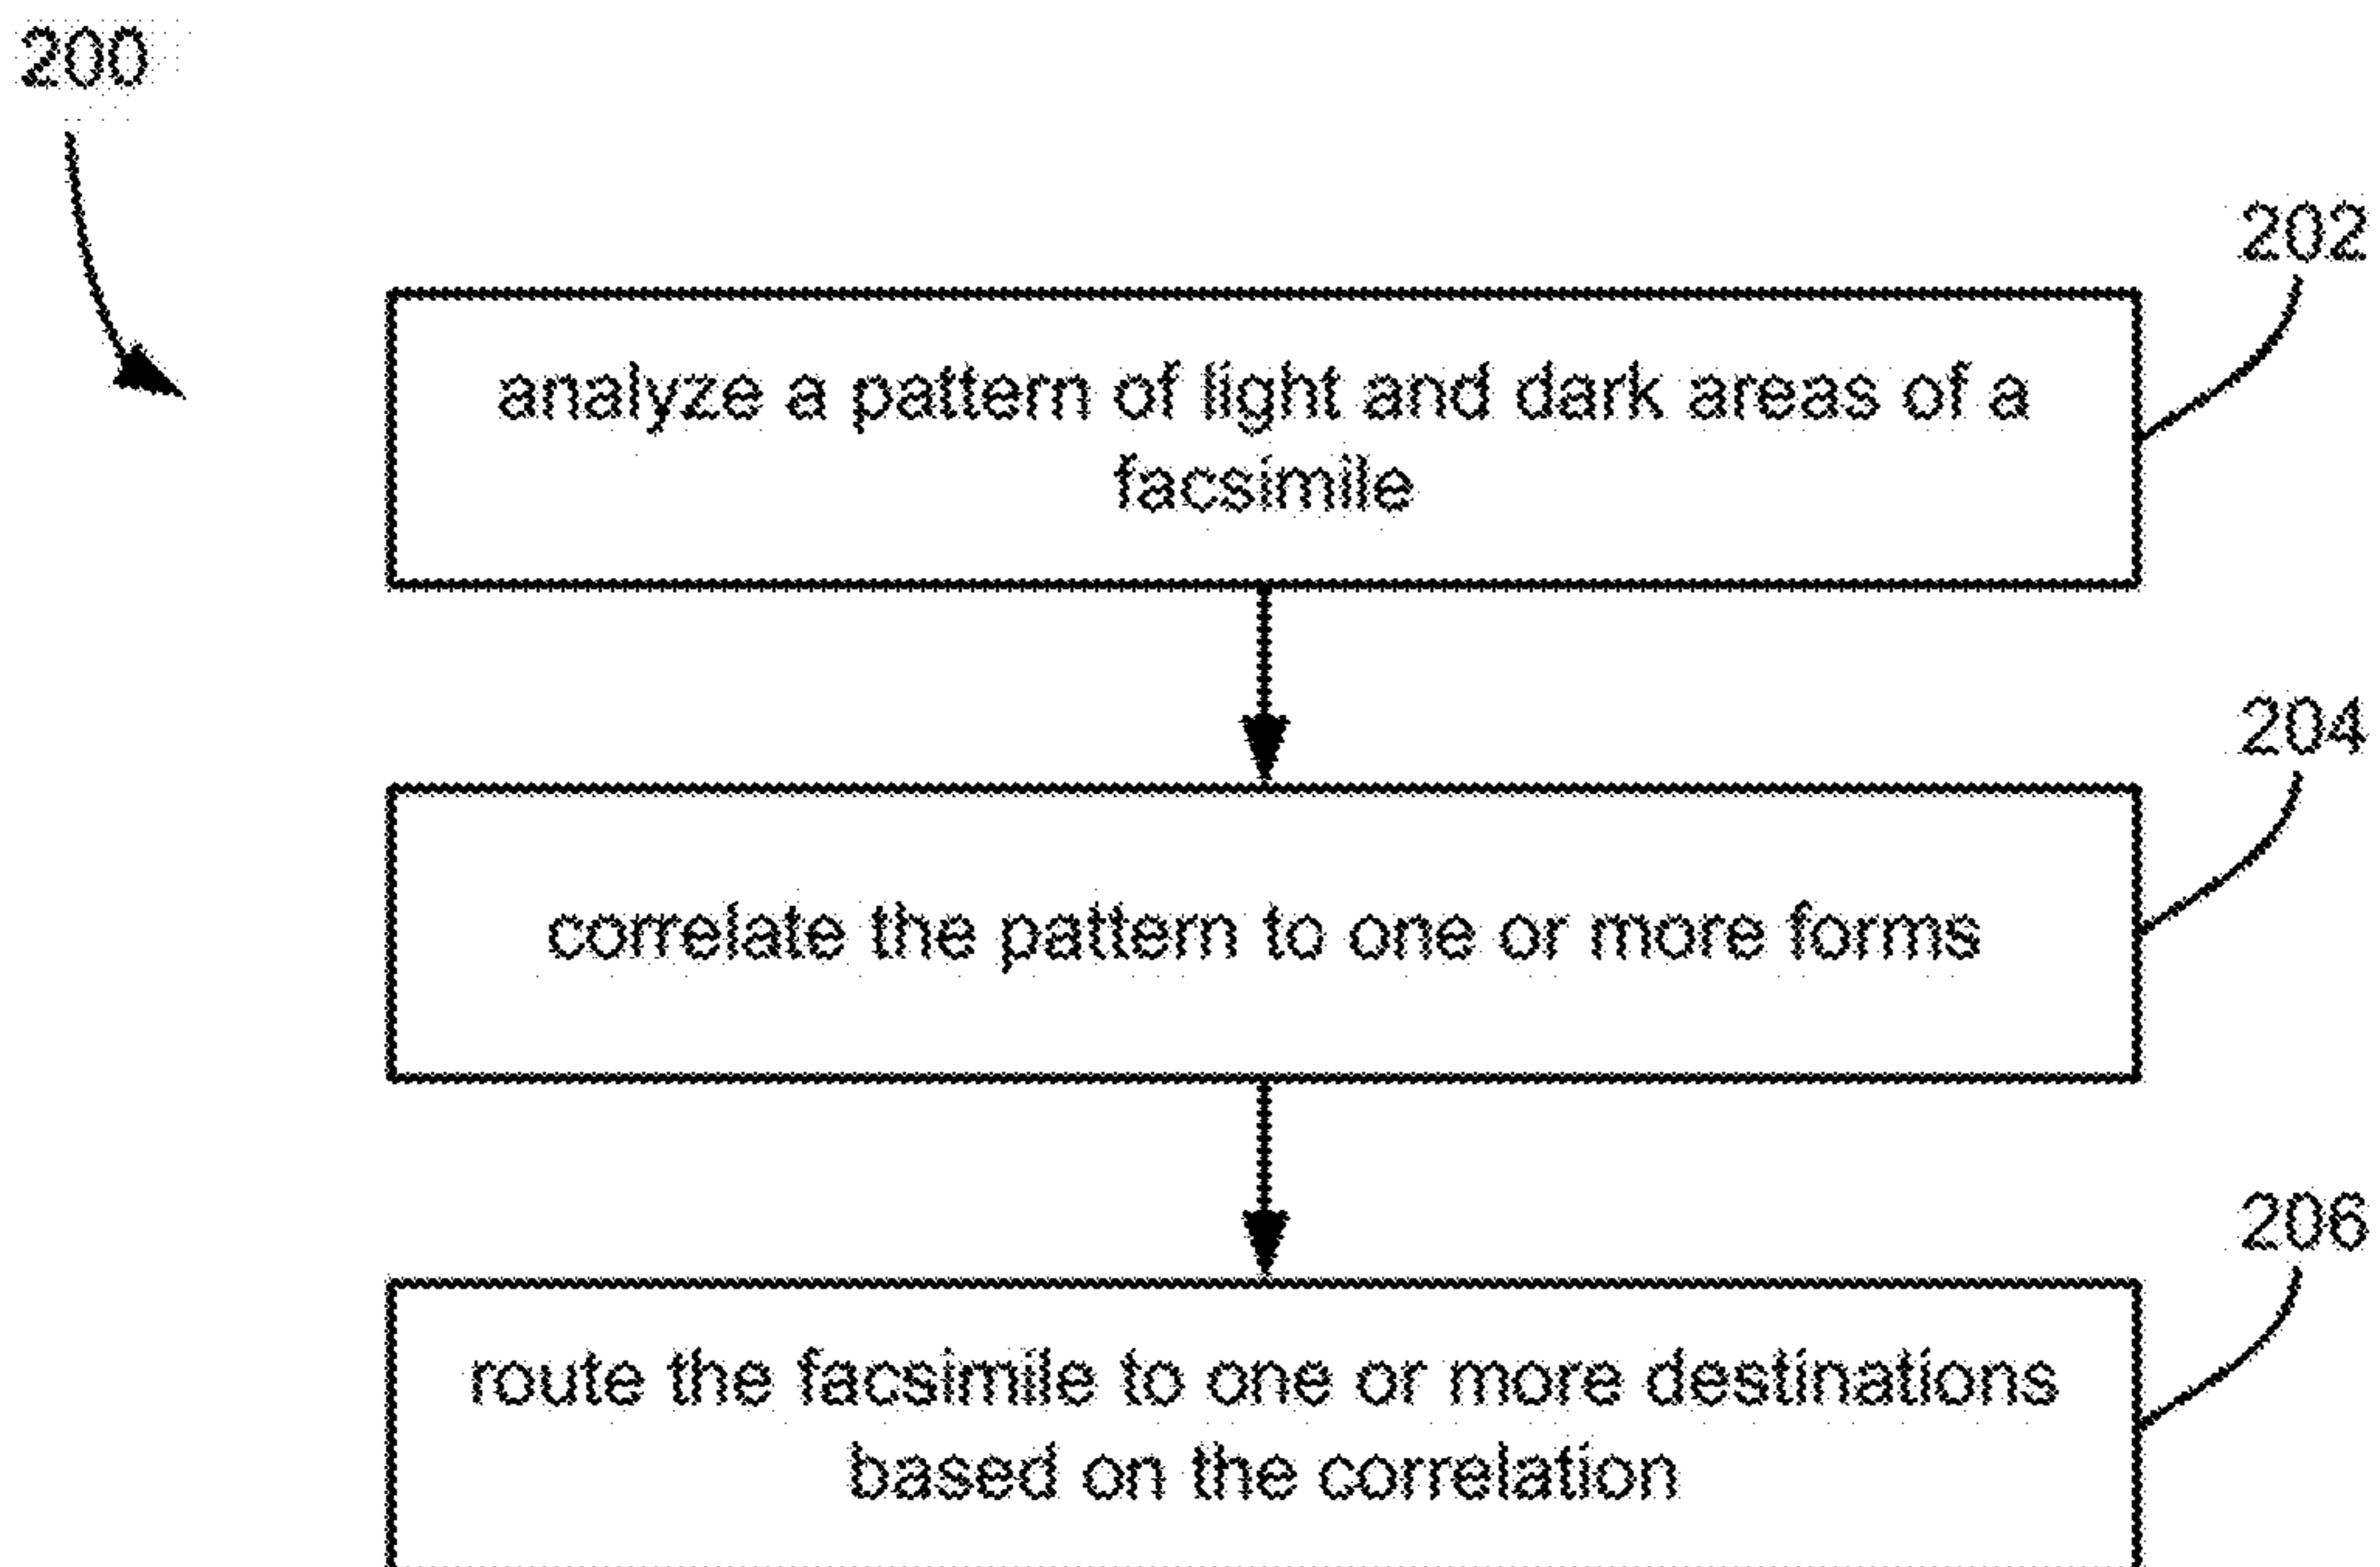 200
202
analyze a pattern of light and dark areas of a
facsimile
204
correlate the pattern to one or more forms
206
route the facsimile to one or more destinations
based on the correlation